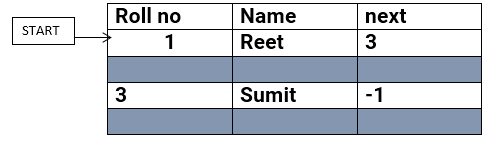 Roll no Name next
START
1 Reet 3
3 Sumit -1